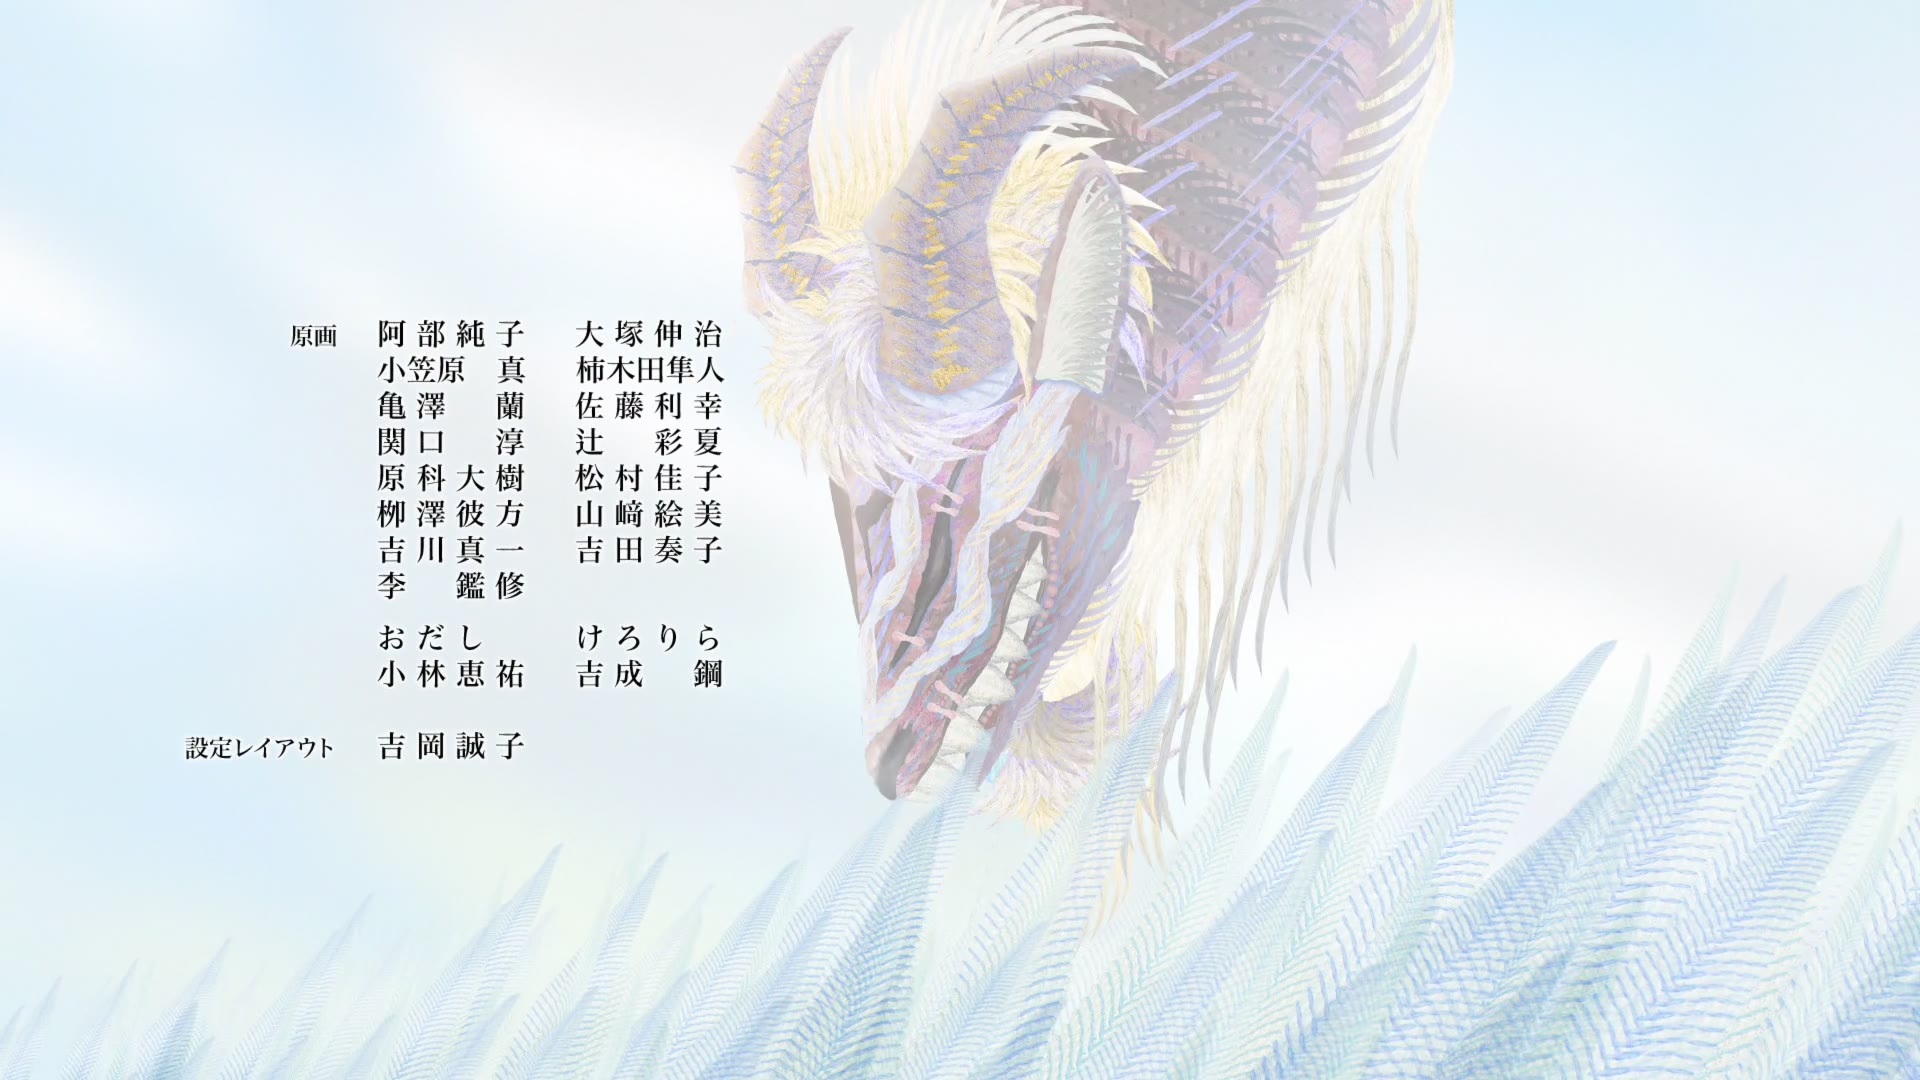 原画 阿部純子 大塚伸治
小笠原 真 柿木田隼人
亀澤 蘭 佐藤利幸
関口 淳 辻 彩夏
原科大樹 松村佳子
栁澤彼方 山﨑絵美
吉川真一 吉田奏子
李 鑑修
おだし けろりら
小林恵祐 吉成 鋼
設定レイアウト 吉岡誠子